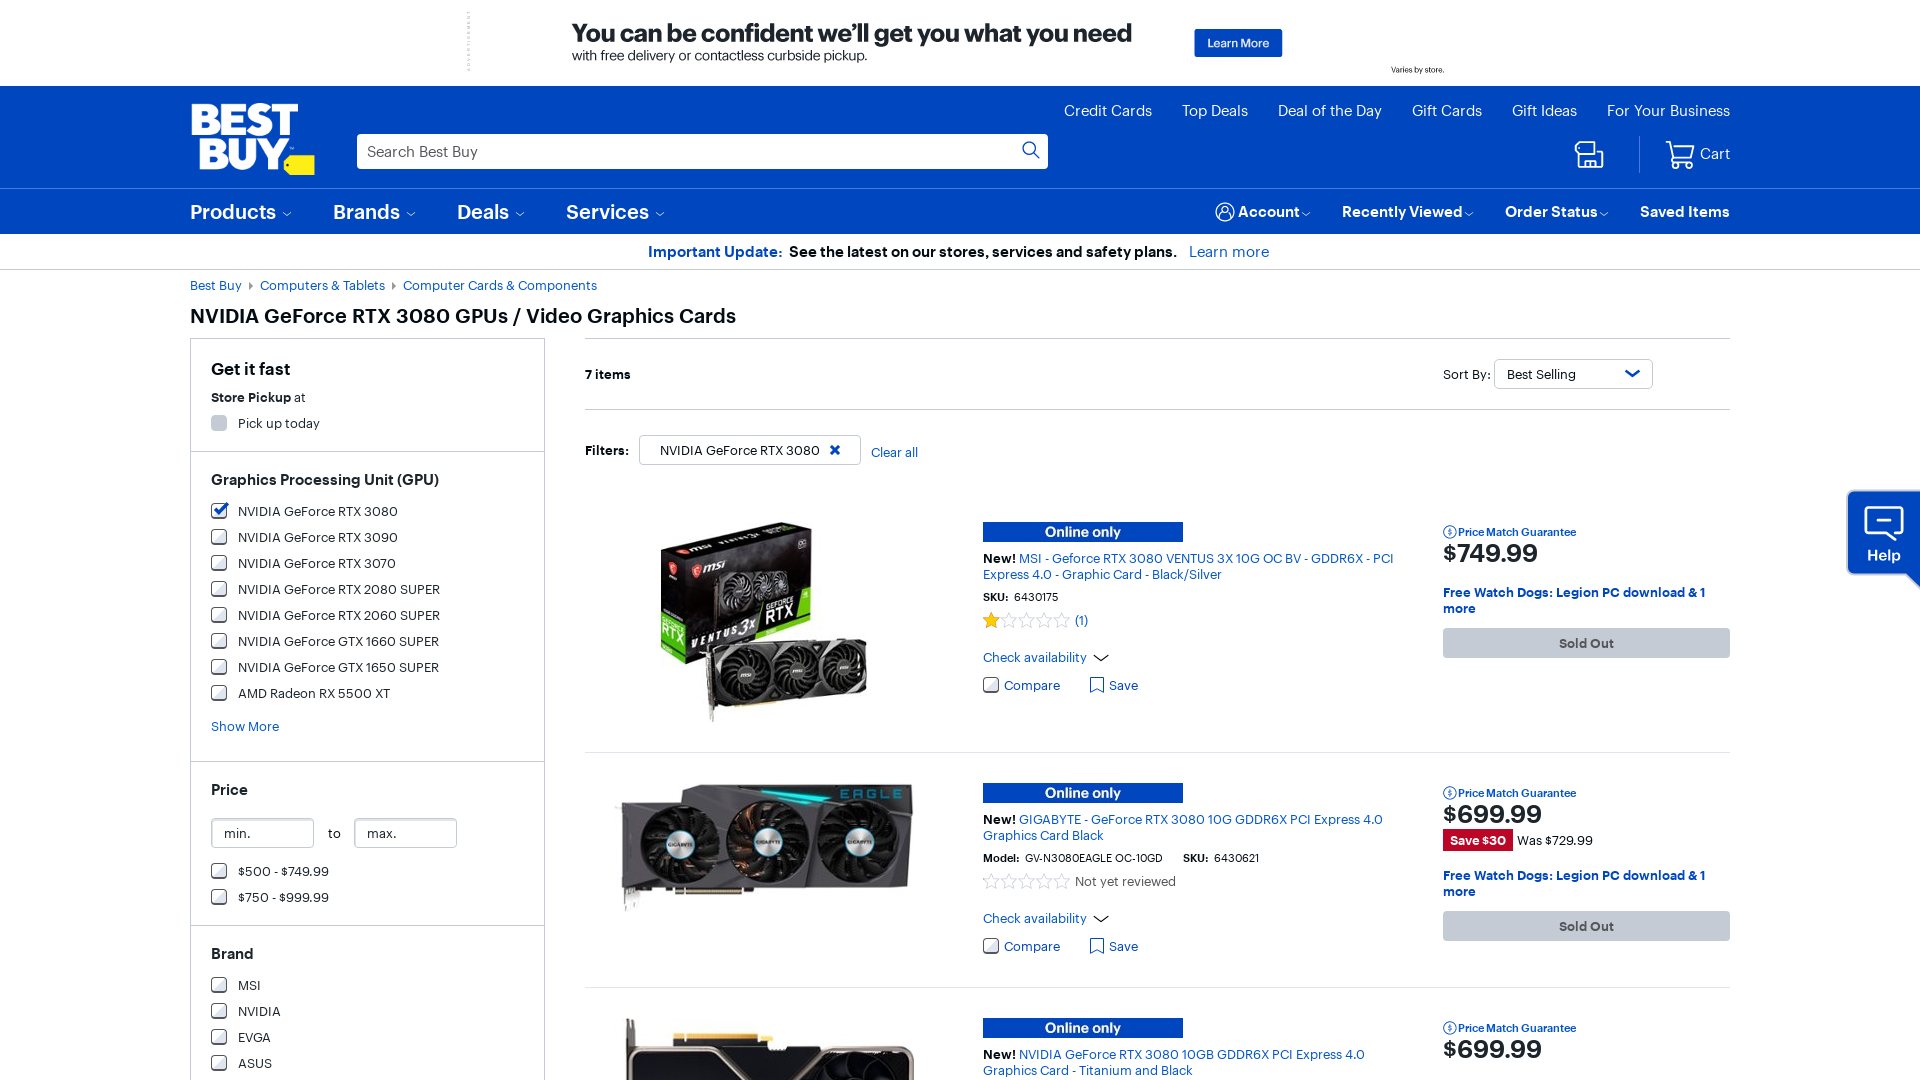 ADVERTISEMENT
You can be confident we'll get you what you need
with free delivery or contactless curbside pickup.
Learn More
Varies by store.
BEST BUY
Credit Cards Top Deals Deal of the Day Gift Cards Gift Ideas For Your Business
Search Best Buy
Cart
Products Brands Deals Services Account Recently Viewed Order Status Saved Items
Important Update: See the latest on our stores, services and safety plans. Learn more
Best Buy Computers & Tablets Computer Cards & Components
NVIDIA GeForce RTX 3080 GPUs / Video Graphics Cards
Get it fast
Store Pickup at
Pick up today
Graphics Processing Unit (GPU)
NVIDIA GeForce RTX 3080
NVIDIA GeForce RTX 3090
NVIDIA GeForce RTX 3070
NVIDIA GeForce RTX 2080 SUPER
NVIDIA GeForce RTX 2060 SUPER
NVIDIA GeForce GTX 1660 SUPER
NVIDIA GeForce GTX 1650 SUPER
AMD Radeon RX 5500 XT
Show More
Price
min. to max.
$500 - $749.99
$750 - $999.99
Brand
MSI
NVIDIA
EVGA
ASUS
7 items
Sort By: Best Selling
Filters: NVIDIA GeForce RTX 3080 Clear all
msi
msi
GEFORCE
RTX
VENTUS 3X
GEFORCE
RTX
Online only
New! MSI - Geforce RTX 3080 VENTUS 3X 10G OC BV - GDDR6X - PCI
Express 4.0 - Graphic Card - Black/Silver
SKU: 6430175
(1)
Check availability
Compare Save
Price Match Guarantee
$749.99
Free Watch Dogs: Legion PC download & 1
more
Sold Out
EAGLE
GIGABYTE GIGABYTE GIGABYTE
Online only
New! GIGABYTE - GeForce RTX 3080 10G GDDR6X PCI Express 4.0
Graphics Card Black
Model: GV-N3080EAGLE OC-10GD SKU: 6430621
Not yet reviewed
Check availability
Compare Save
Price Match Guarantee
$699.99
Save $30 Was $729.99
Free Watch Dogs: Legion PC download & 1
more
Sold Out
Online only
New! NVIDIA GeForce RTX 3080 10GB GDDR6X PCI Express 4.0
Graphics Card - Titanium and Black
Price Match Guarantee
$699.99
Help